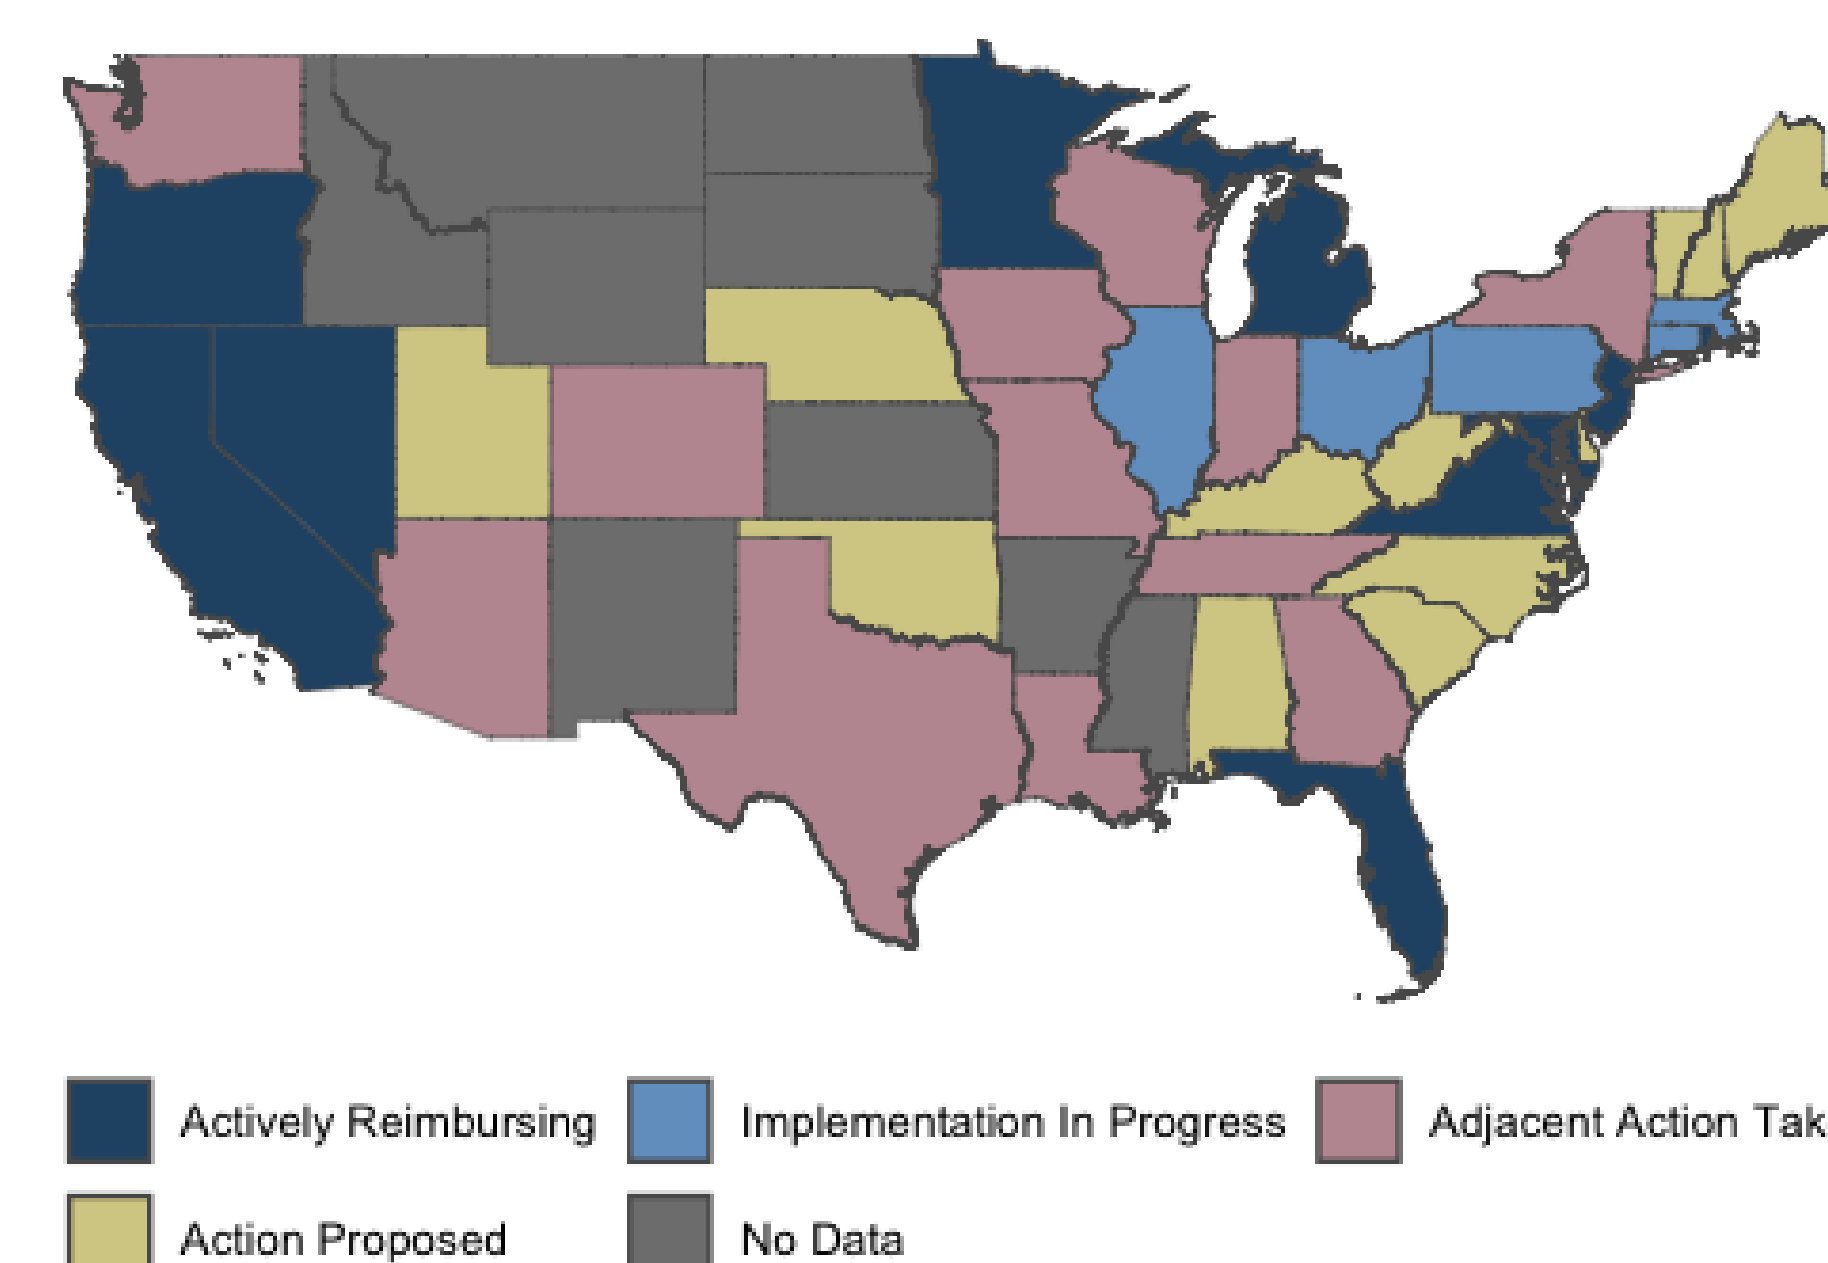 Actively Reimbursing Implementation In Progress Adjacent Action Tak
Action Proposed No Data